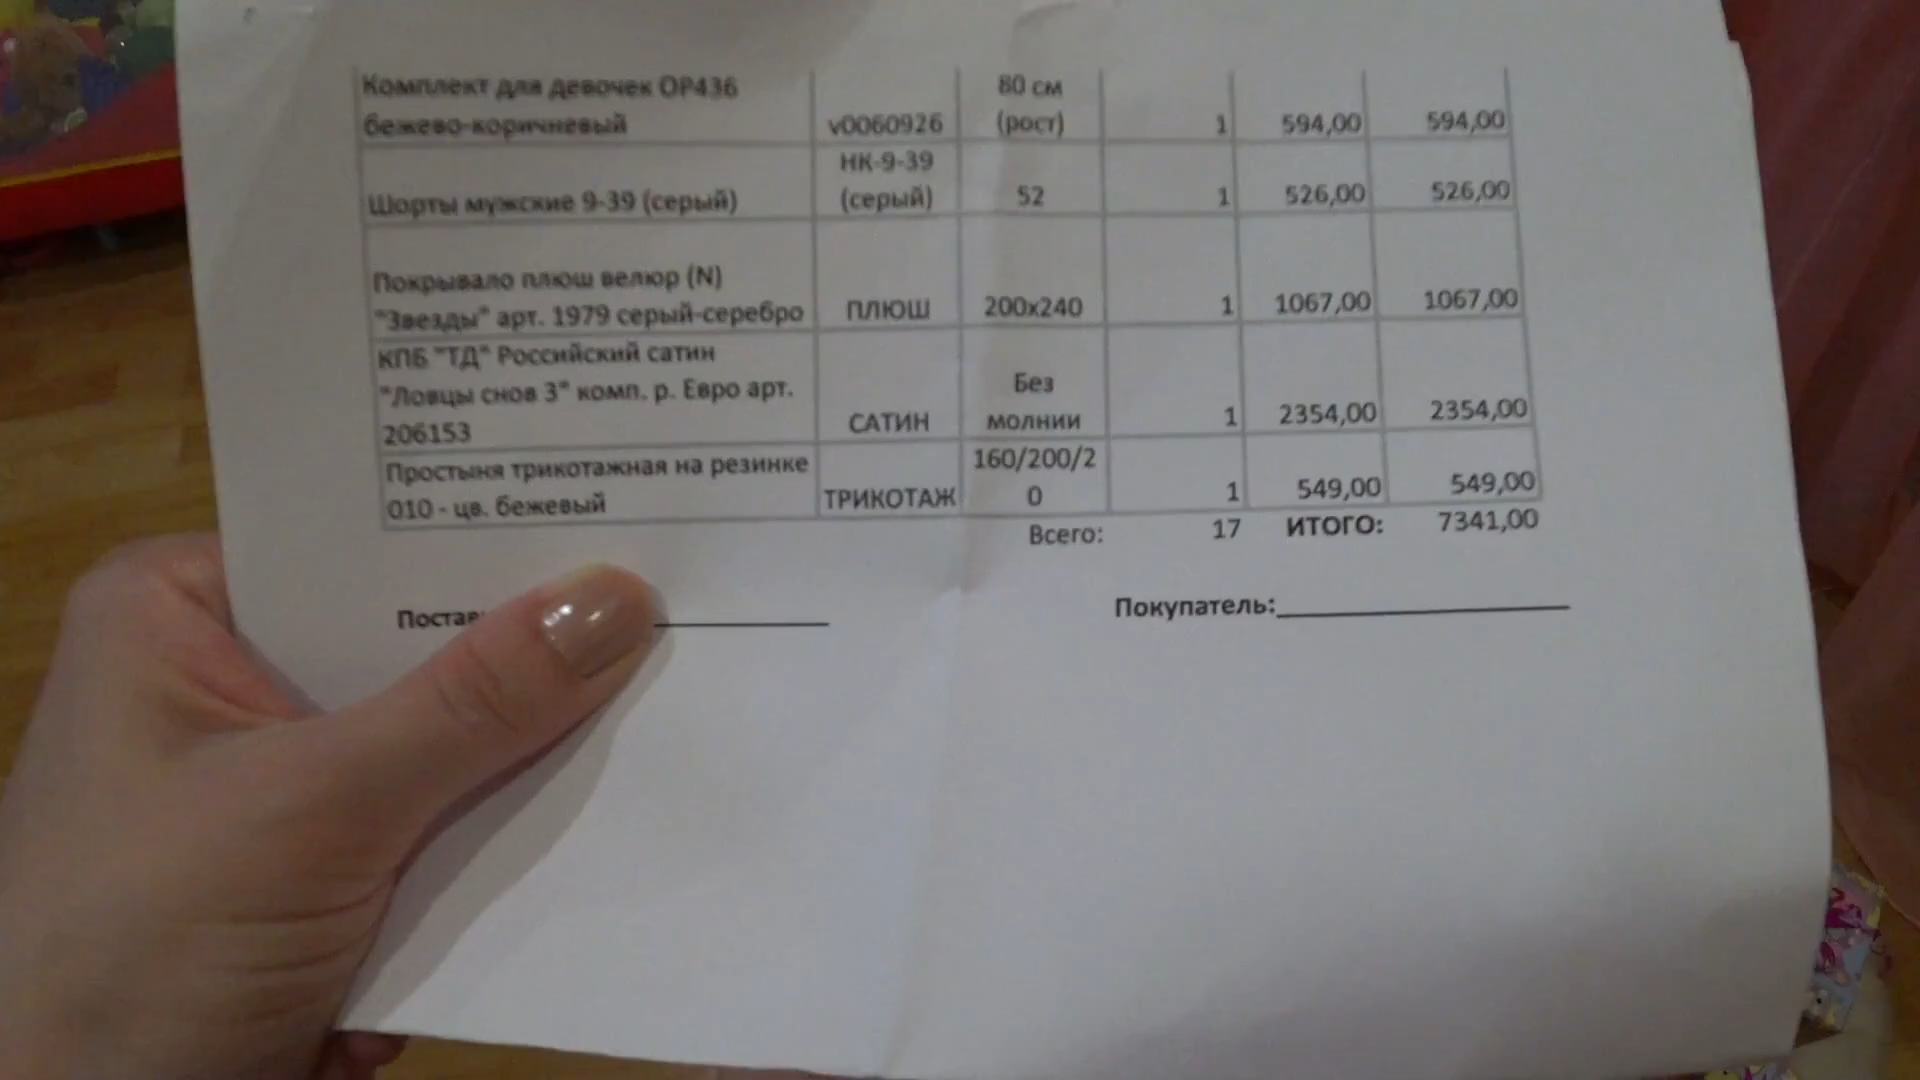 Комплект для девочек ОР436
бежево-коричневый
v0060926
80 см
(рост)
1
594,00
594,00
Шорты мужские 9-39 (серый)
НК-9-39
(серый)
52
1
526,00
526,00
Покрывало плюш велюр (N)
"Звезды" арт. 1979 серый-серебро
ПЛЮШ
200х240
1
1067,00
1067,00
КПБ "ТД" Российский сатин
"Ловцы снов 3" комп. р. Евро арт.
206153
САТИН
Без
молнии
1
2354,00
2354,00
Простыня трикотажная на резинке
010 - цв. бежевый
ТРИКОТАЖ
160/200/2
0
1
549,00
549,00
Всего:
17
ИТОГО:
7341,00
Постав
Покупатель: